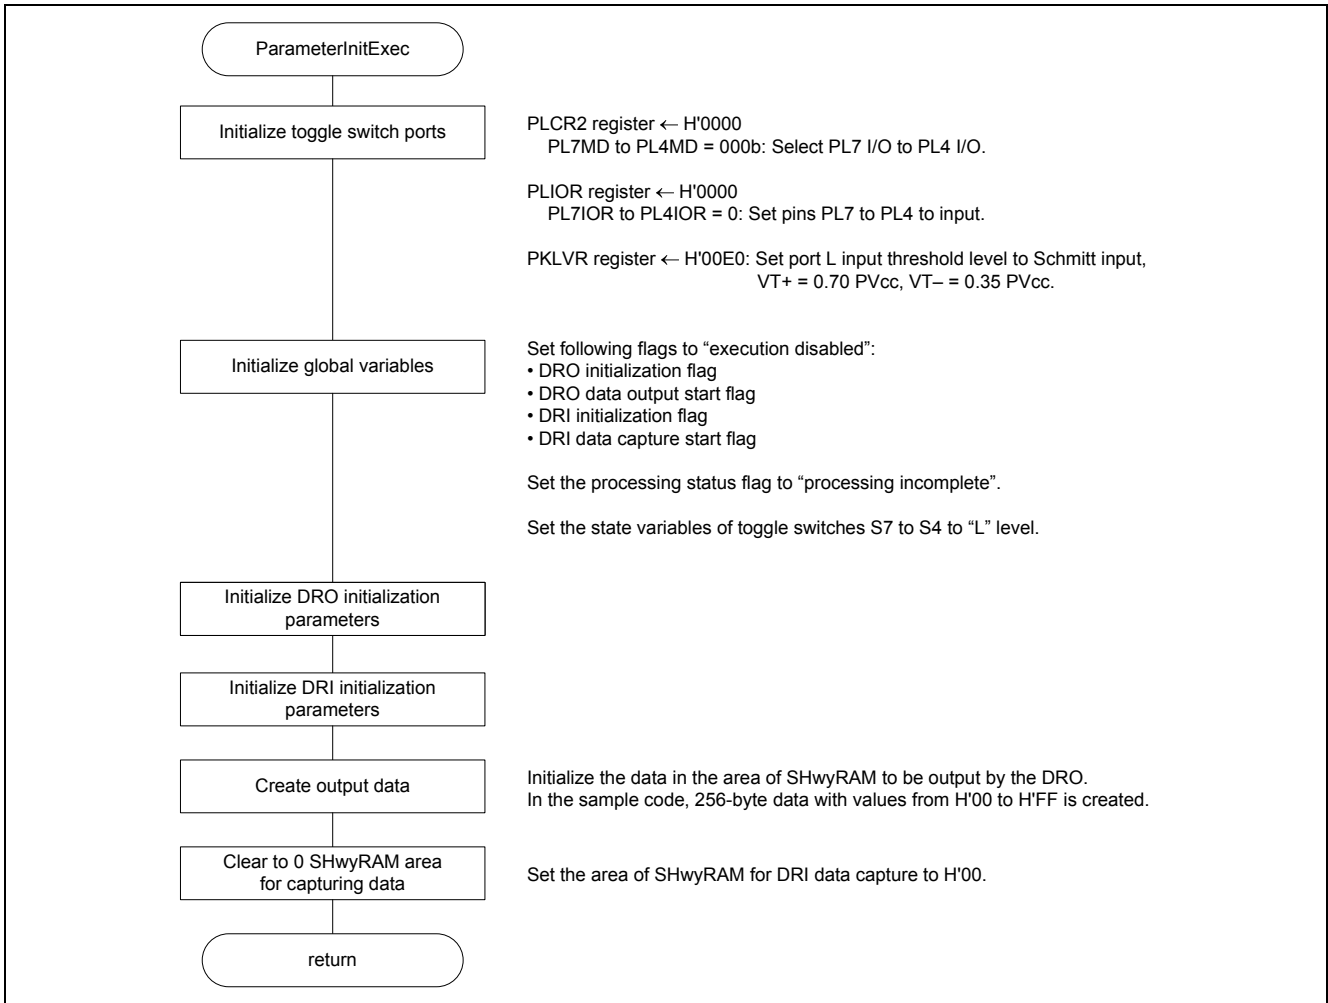 ParameterInitExec
Initialize toggle switch ports
PLCR2 register ← H'0000
PL7MD to PL4MD = 000b: Select PL7 I/O to PL4 I/O.
PLIOR register ← H'0000
PL7IOR to PL4IOR = 0: Set pins PL7 to PL4 to input.
PKLVR register ← H'00E0: Set port L input threshold level to Schmitt input,
VT+ = 0.70 PVcc, VT– = 0.35 PVcc.
Initialize global variables
Set following flags to “execution disabled”:
• DRO initialization flag
• DRO data output start flag
• DRI initialization flag
• DRI data capture start flag
Set the processing status flag to “processing incomplete”.
Set the state variables of toggle switches S7 to S4 to “L” level.
Initialize DRO initialization
parameters
Initialize DRI initialization
parameters
Create output data
Initialize the data in the area of SHwyRAM to be output by the DRO.
In the sample code, 256-byte data with values from H'00 to H'FF is created.
Clear to 0 SHwyRAM area
for capturing data
Set the area of SHwyRAM for DRI data capture to H'00.
return